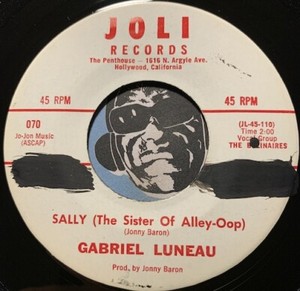 JOLI
RECORDS
The Penthouse - 1616 N. Argyle Ave.
Hollywood, California
45 RPM
45 RPM
070
Jo-Jon Music
(ASCAP)
(JL-45-110)
Time 2:00
Vocal Group
The
SALLY (The Sister Of Alley-Oop)
(Jonny Baron)
GABRIEL LUNEAU
Prod. by Jonny Baron